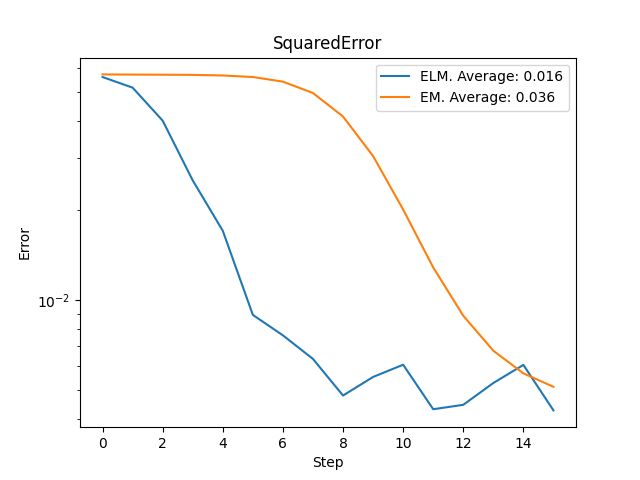 SquaredError
ELM. Average: 0.016
EM. Average: 0.036
Error
10⁻²
0 2 4 6 8 10 12 14
Step